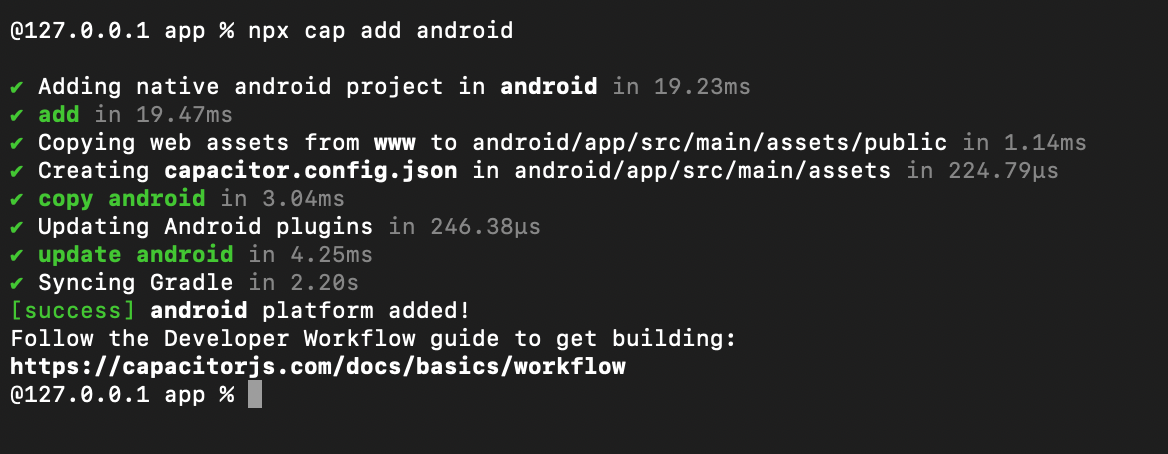 @127.0.0.1 app % npx cap add android
✔ Adding native android project in android in 19.23ms
✔ add in 19.47ms
✔ Copying web assets from www to android/app/src/main/assets/public in 1.14ms
✔ Creating capacitor.config.json in android/app/src/main/assets in 224.79μs
✔ copy android in 3.04ms
✔ Updating Android plugins in 246.38μs
✔ update android in 4.25ms
✔ Syncing Gradle in 2.20s
[success] android platform added!
Follow the Developer Workflow guide to get building:
https://capacitorjs.com/docs/basics/workflow
@127.0.0.1 app %